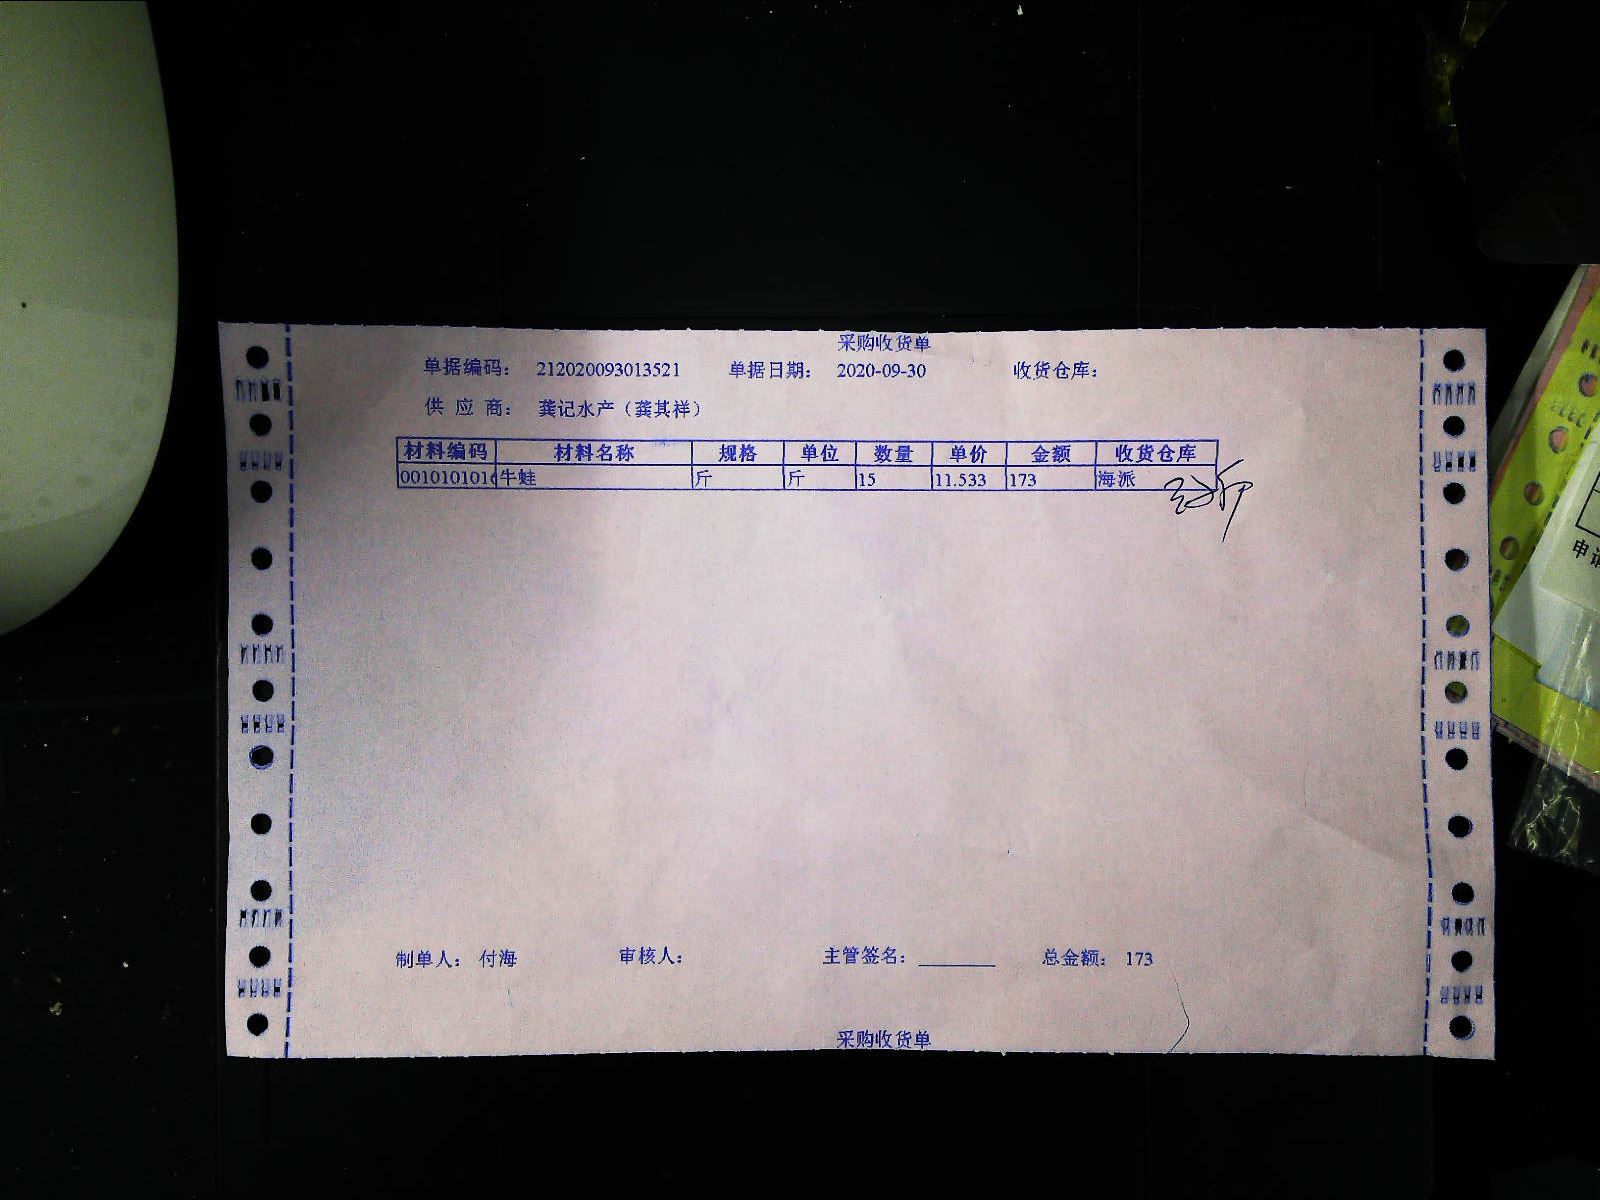 采购收货单
单据编码： 212020093013521 单据日期： 2020-09-30 收货仓库：
供 应 商： 龚记水产（龚其祥）
材料编码 材料名称 规格 单位 数量 单价 金额 收货仓库
001010101 牛蛙 斤 斤 15 11.533 173 海派
制单人： 付海 审核人： 主管签名：_______ 总金额： 173
采购收货单
申请